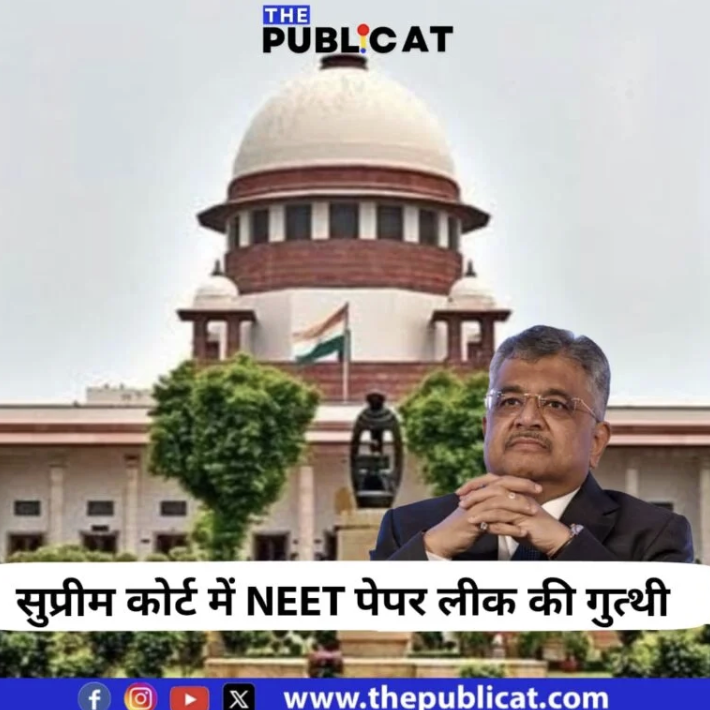 THE
PUBLICAT
सुप्रीम कोर्ट में NEET पेपर लीक की गुत्थी
www.thepublicat.com